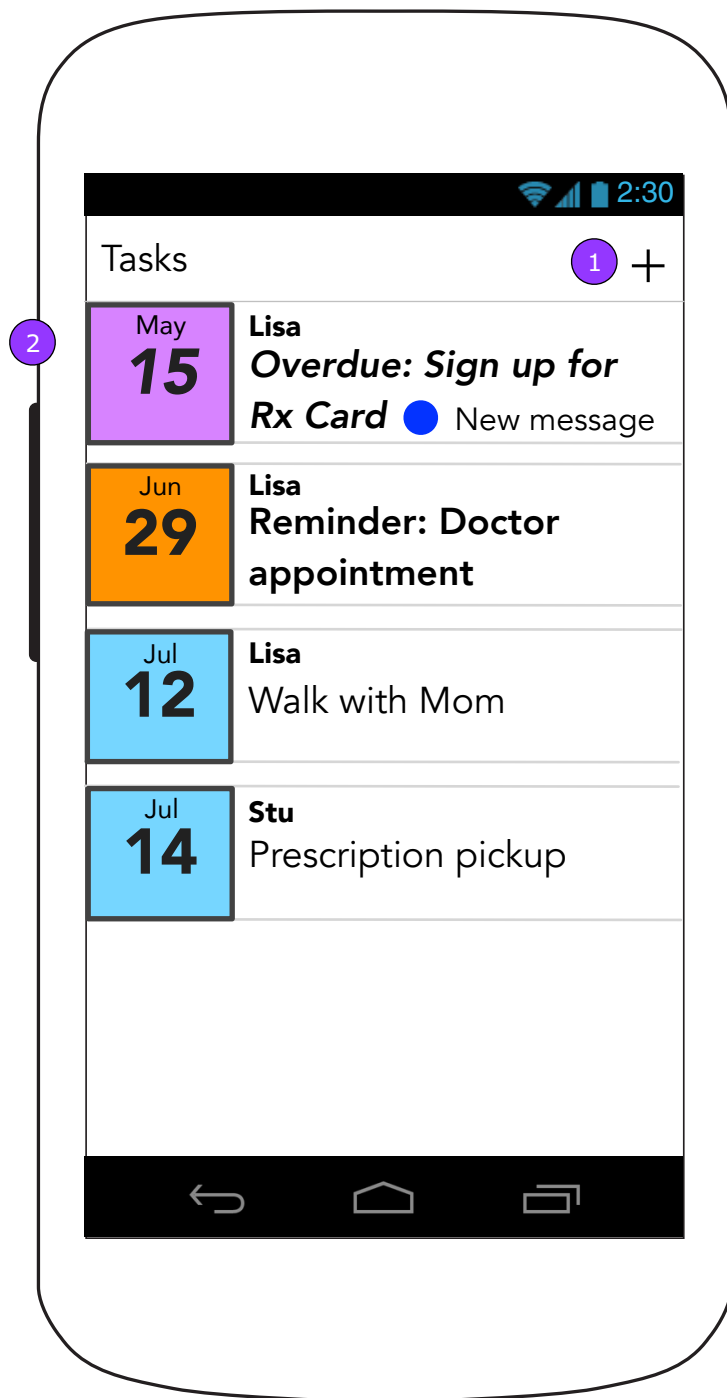 2:30
Tasks
1
2
May
15
Lisa
Overdue: Sign up for
Rx Card
New message
Jun
29
Lisa
Reminder: Doctor
appointment
Jul
12
Lisa
Walk with Mom
Jul
14
Stu
Prescription pickup